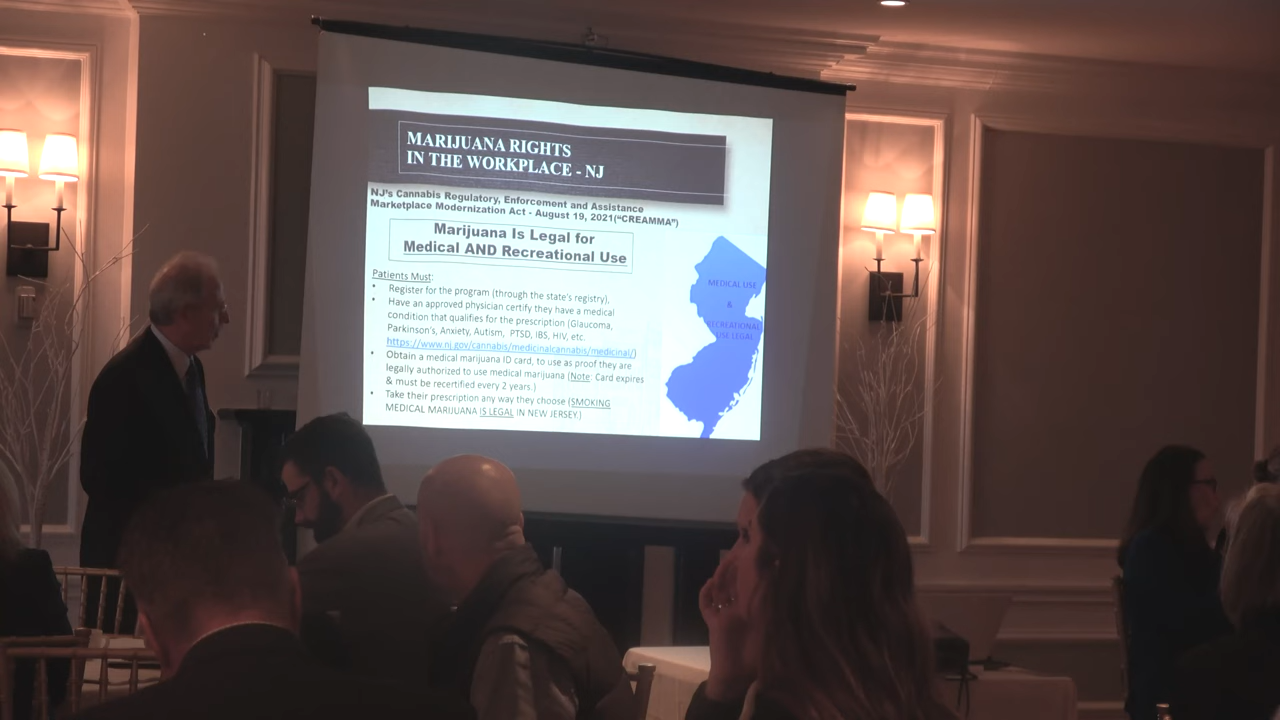 MARIJUANA RIGHTS
IN THE WORKPLACE - NJ
NJ's Cannabis Regulatory, Enforcement and Assistance
Marketplace Modernization Act - August 19, 2021("CREAMMA")
Marijuana Is Legal for
Medical AND Recreational Use
Patients Must:
• Register for the program (through the state's registry).
• Have an approved physician certify they have a medical
condition that qualifies for the prescription (Glaucoma,
Parkinson's, Anxiety, Autism, PTSD, IBS, HIV, etc.
https://www.nj.gov/cannabis/medicinalcannabis/medicinal/)
• Obtain a medical marijuana ID card, to use as proof they are
legally authorized to use medical marijuana (Note: Card expires
& must be recertified every 2 years.)
• Take their prescription any way they choose (SMOKING
MEDICAL MARIJUANA IS LEGAL IN NEW JERSEY.)
MEDICAL USE
&
RECREATIONAL
USE LEGAL